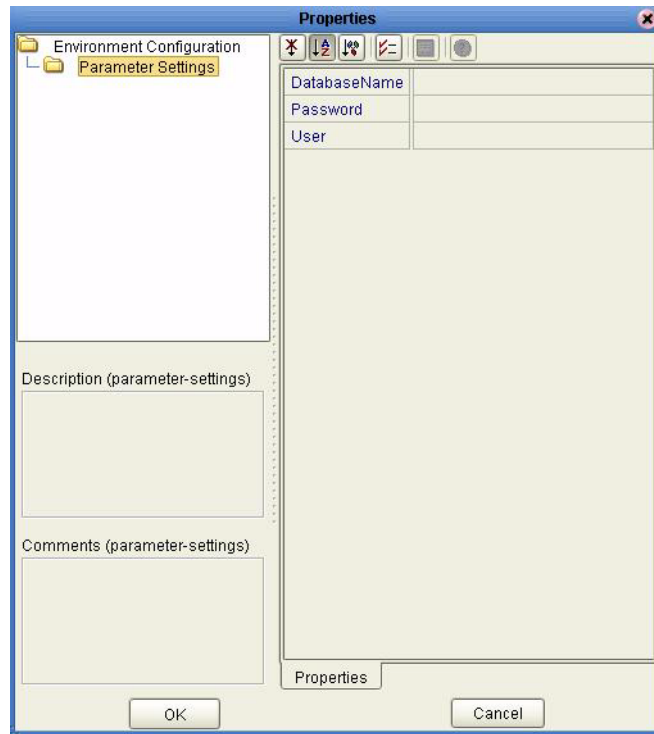 Properties
Environment Configuration
Parameter Settings
DatabaseName
Password
User
Description (parameter-settings)
Comments (parameter-settings)
Properties
OK
Cancel